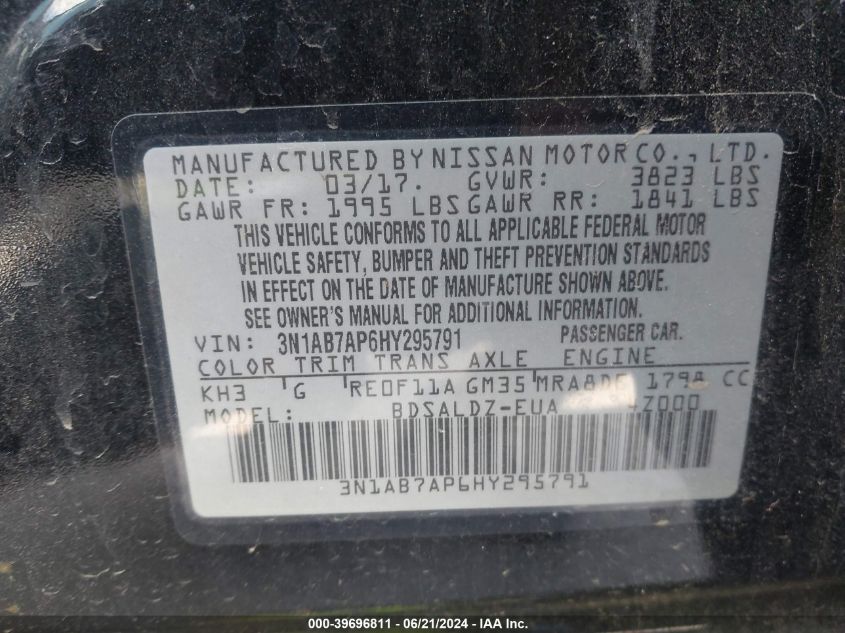 MANUFACTURED BY NISSAN MOTOR CO., LTD.
DATE: 03/17. GVWR: 3823 LBS
GAWR FR: 1995 LBS GAWR RR: 1841 LBS
THIS VEHICLE CONFORMS TO ALL APPLICABLE FEDERAL MOTOR
VEHICLE SAFETY, BUMPER AND THEFT PREVENTION STANDARDS
IN EFFECT ON THE DATE OF MANUFACTURE SHOWN ABOVE.
SEE OWNER'S MANUAL FOR ADDITIONAL INFORMATION.
VIN: 3N1AB7AP6HY295791 PASSENGER CAR.
COLOR TRIM TRANS AXLE ENGINE
KH3 G RE0F11A GM35 MRA8DE 1798 CC
MODEL: BDSALDZ-EUA
3N1AB7AP6HY295791
000-39696811 / 06/21/2024 - IAA Inc.